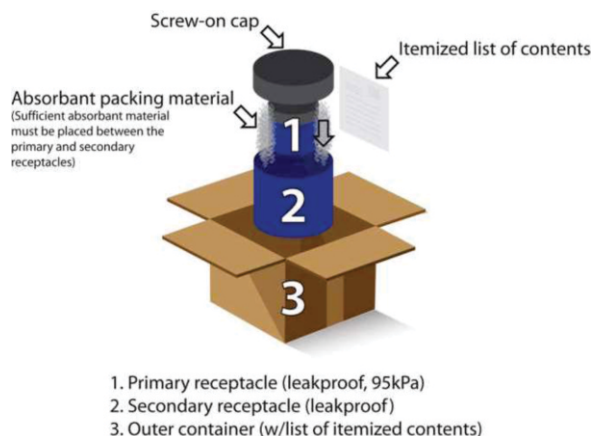 Screw-on cap
Itemized list of contents
Absorbant packing material
(Sufficient absorbant material
must be placed between the
primary and secondary
receptacles)
1
2
3
1. Primary receptacle (leakproof, 95kPa)
2. Secondary receptacle (leakproof)
3. Outer container (w/list of itemized contents)